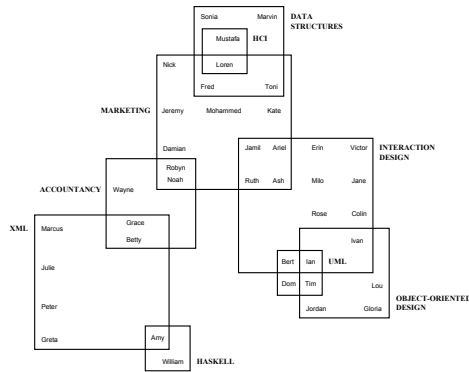 Sonia Marvin DATA
STRUCTURES
Mustafa HCI
Nick Loren
Fred Toni
MARKETING Jeremy Mohammed Kate
Damian Jamil Ariel Erin Victor INTERACTION
DESIGN
Robyn
Noah
ACCOUNTANCY Wayne Ruth Ash Milo Jane
Grace Rose Colin
XML Marcus
Betty Ivan
Julie Bert Ian UML
Dom Tim Lou
OBJECT-ORIENTED
DESIGN
Peter Jordan Gloria
Greta Amy
William HASKELL